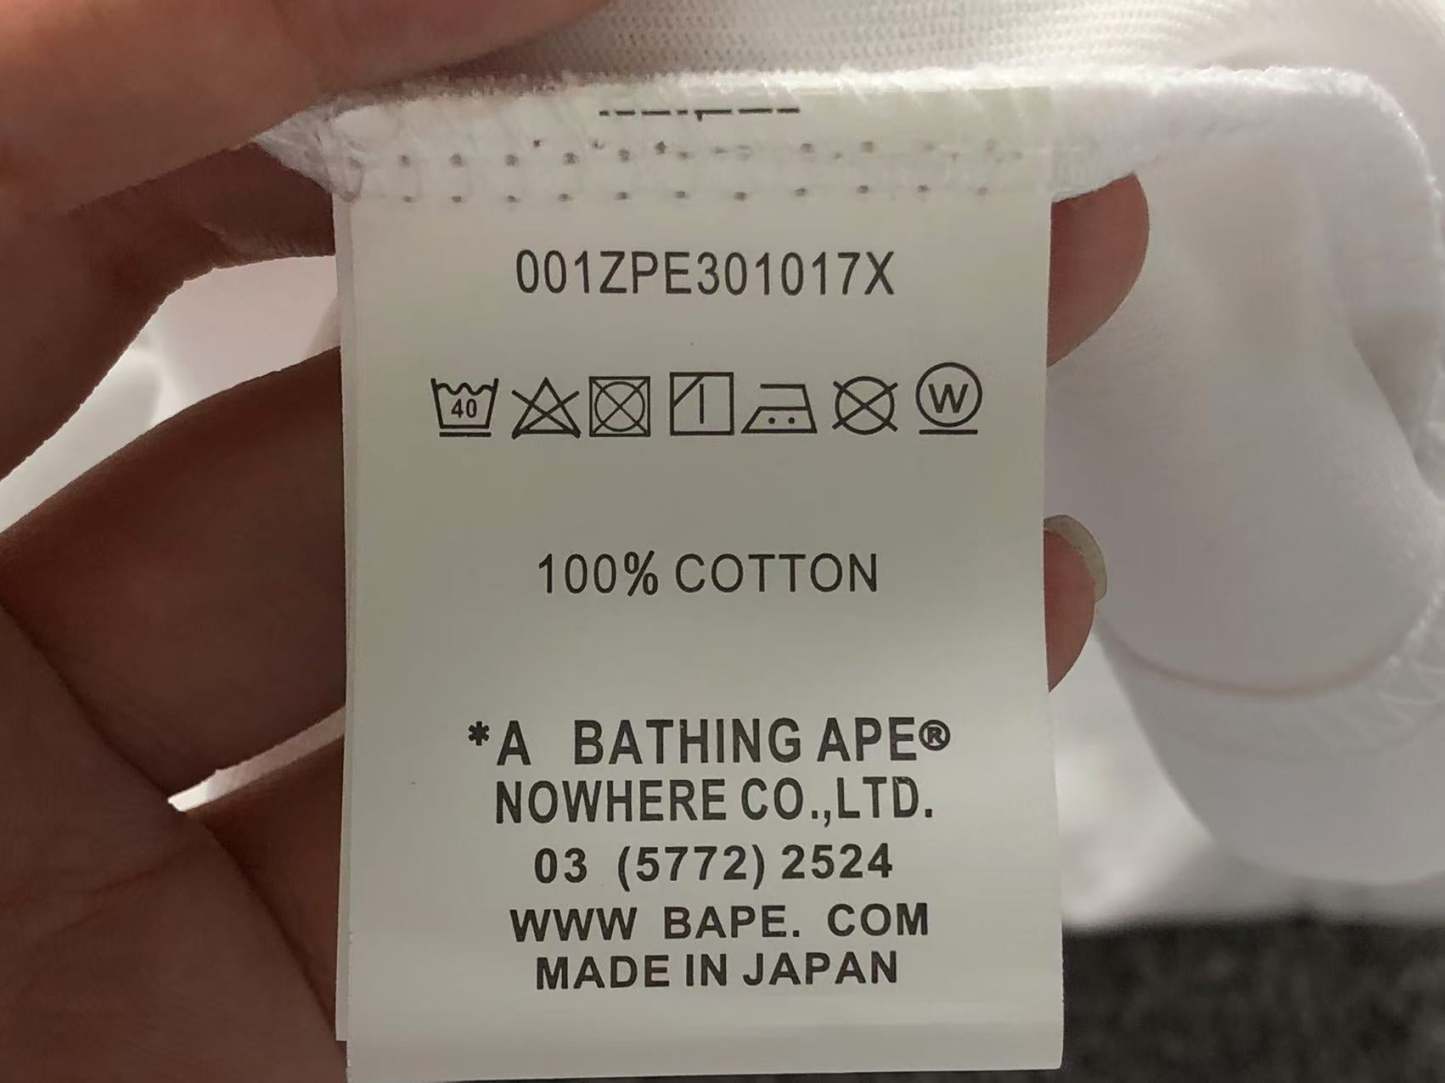 001ZPE301017X
40 W
100% COTTON
*A BATHING APE®
NOWHERE CO.,LTD.
03 (5772) 2524
WWW BAPE. COM
MADE IN JAPAN